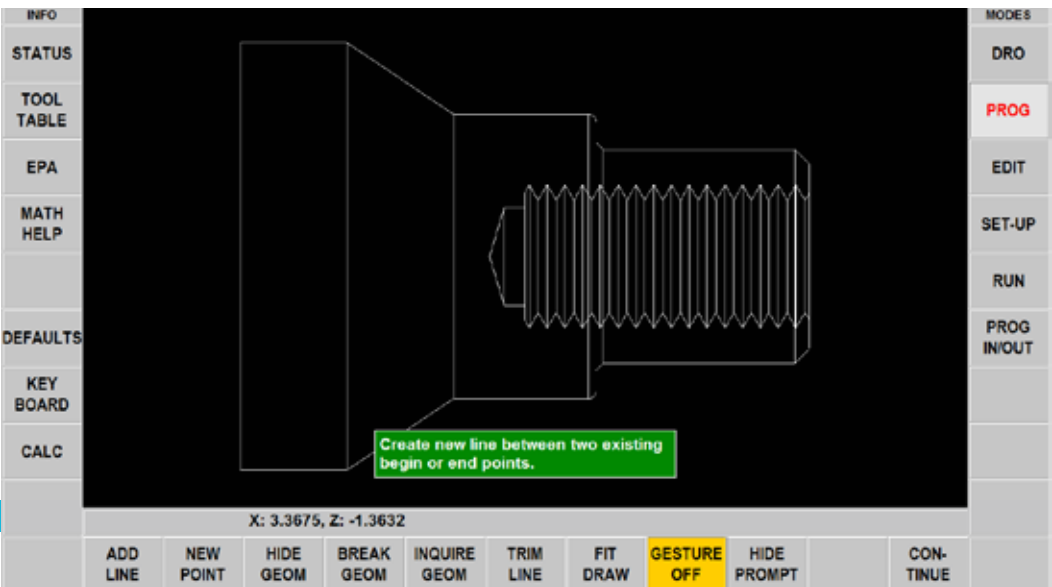 INFO
STATUS
TOOL
TABLE
EPA
MATH
HELP
DEFAULTS
KEY
BOARD
CALC
Create new line between two existing
begin or end points.
X: 3.3675, Z: -1.3632
ADD
LINE
NEW
POINT
HIDE
GEOM
BREAK
GEOM
INQUIRE
GEOM
TRIM
LINE
FIT
DRAW
GESTURE
OFF
HIDE
PROMPT
CON-
TINUE
MODES
DRO
PROG
EDIT
SET-UP
RUN
PROG
IN/OUT